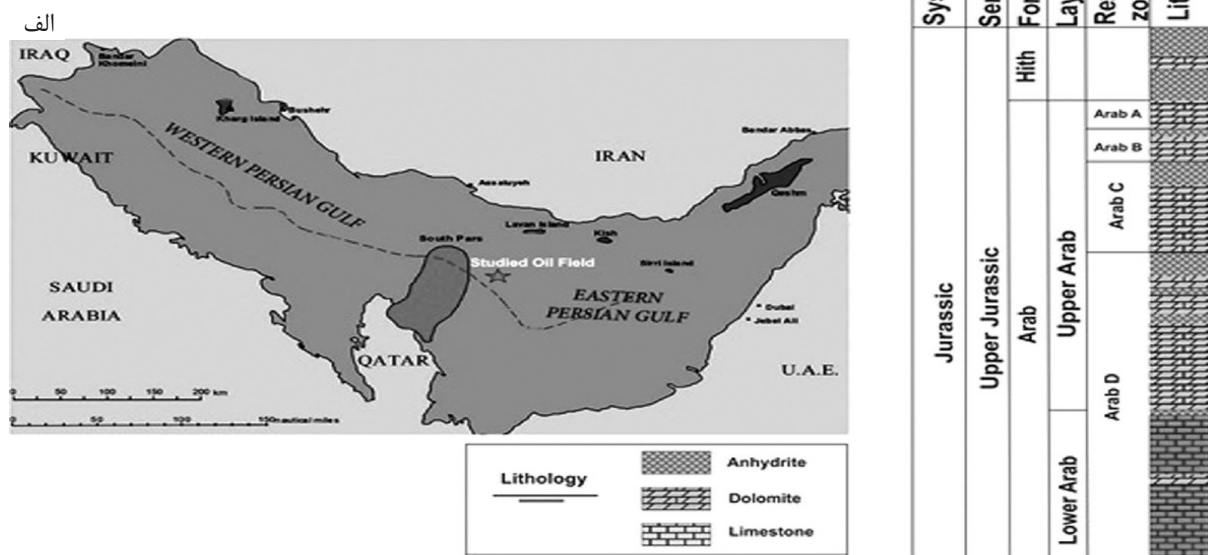 الف
IRAQ
Bandar
Khomeini
Kharg Island
Bushehr
WESTERN PERSIAN GULF
KUWAIT
IRAN
Bandar Abbas
Qeshm
Assaluyeh
Lavan Island
Kish
South Pars
Studied Oil Field
Sirri Island
SAUDI
ARABIA
EASTERN
PERSIAN GULF
Dubai
Jebel Ali
QATAR
U.A.E.
0 50 100 150 200 km
0 50 100 150 nautical miles
Lithology
Anhydrite
Dolomite
Limestone
Jurassic
Upper Jurassic
Hith
Arab
Upper Arab
Lower Arab
Arab A
Arab B
Arab C
Arab D